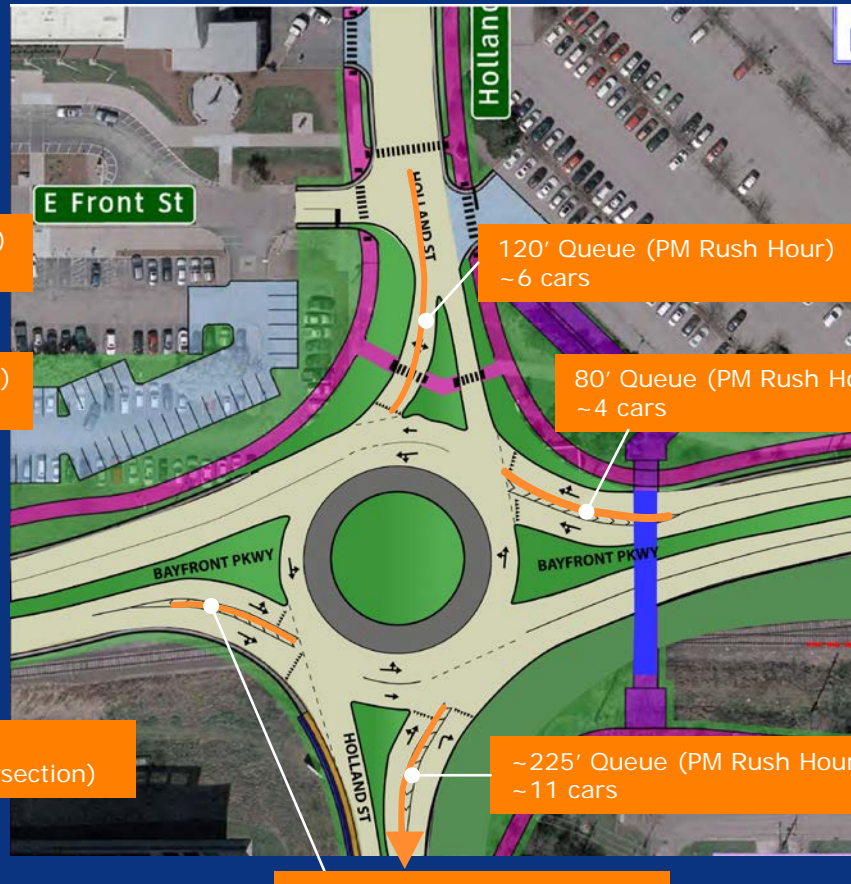 Holland
E Front St
HOLLAND ST
)
120' Queue (PM Rush Hour)
~6 cars
)
80' Queue (PM Rush Ho
~4 cars
BAYFRONT PKWY
BAYFRONT PKWY
HOLLAND ST
rsection)
~225' Queue (PM Rush Hour
~11 cars